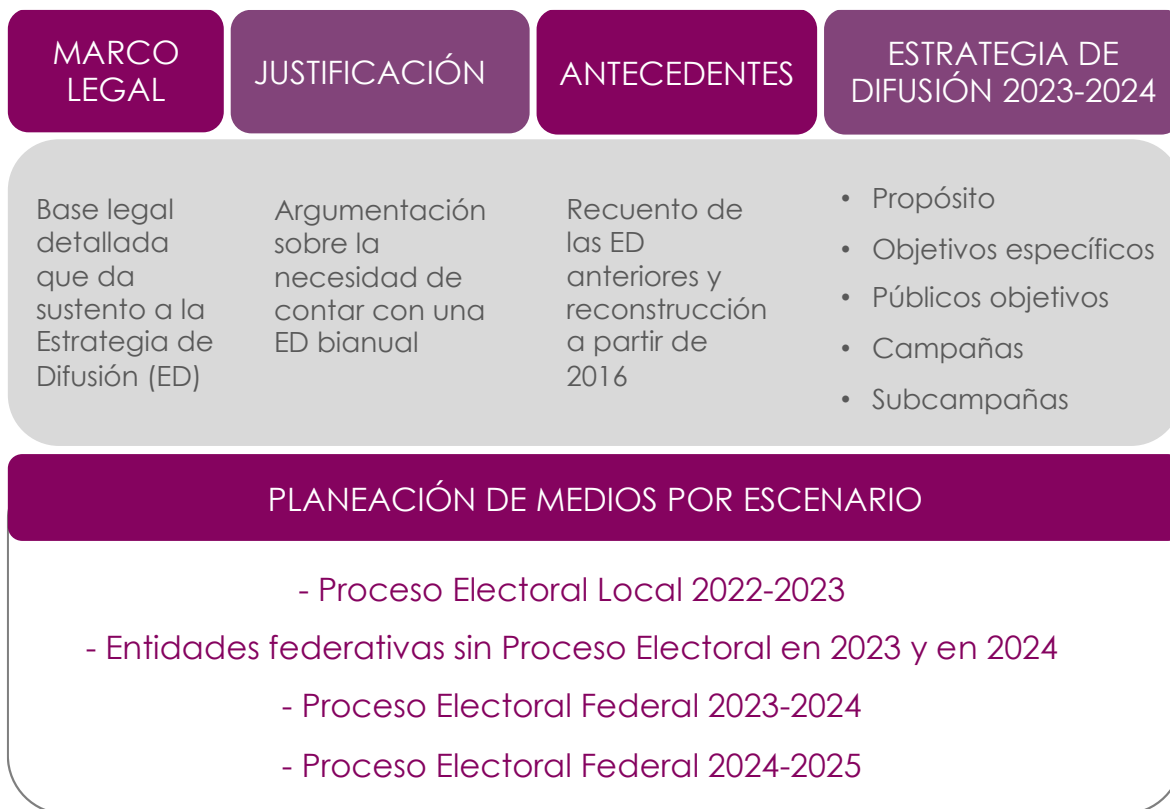 MARCO
LEGAL
JUSTIFICACIÓN
ANTECEDENTES
ESTRATEGIA DE
DIFUSIÓN 2023-2024
Base legal
detallada
que da
sustento a la
Estrategia de
Difusión (ED)
Argumentación
sobre la
necesidad de
contar con una
ED bianual
Recuento de
las ED
anteriores y
reconstrucción
a partir de
2016
• Propósito
• Objetivos específicos
• Públicos objetivos
• Campañas
• Subcampañas
PLANEACIÓN DE MEDIOS POR ESCENARIO
- Proceso Electoral Local 2022-2023
- Entidades federativas sin Proceso Electoral en 2023 y en 2024
- Proceso Electoral Federal 2023-2024
- Proceso Electoral Federal 2024-2025